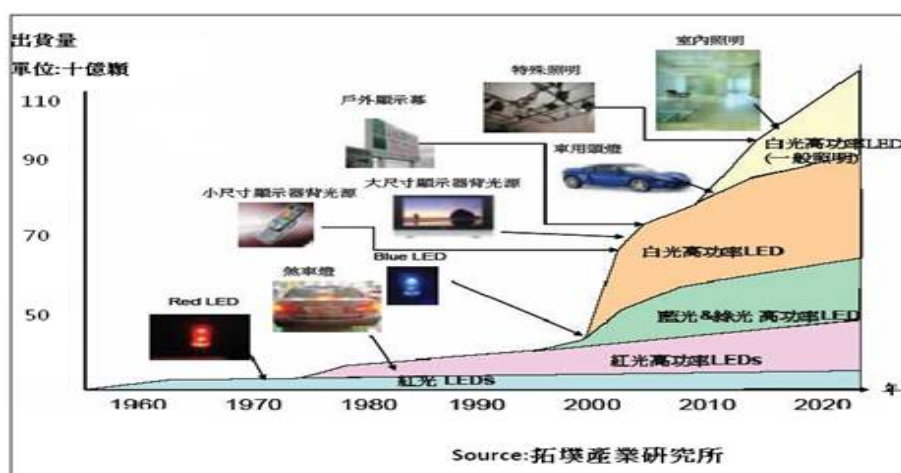 出貨量
單位:十億顆
室內照明
特殊照明
戶外顯示幕
車用頭燈
小尺寸顯示器背光源
大尺寸顯示器背光源
Blue LED
煞車燈
Red LED
110
90
70
50
白光高功率LED
(一般照明)
白光高功率LED
藍光&綠光 高功率LED
紅光高功率LEDs
紅光 LEDs
1960 1970 1980 1990 2000 2010 2020 年
Source:拓墣產業研究所